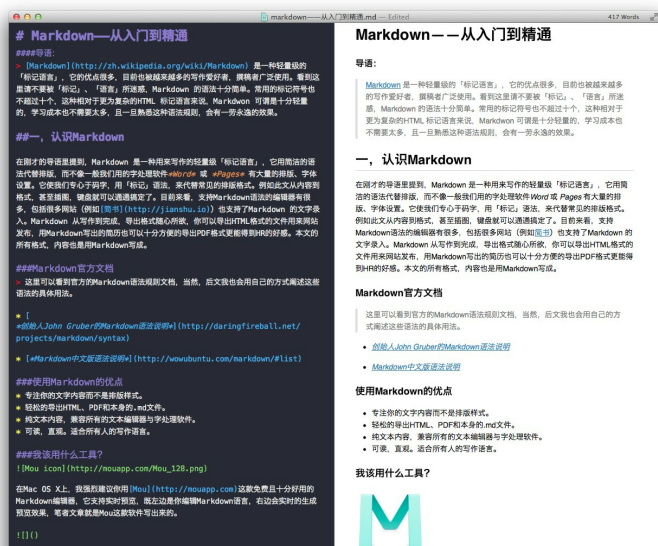 markdown——从入门到精通.md — Edited
417 Words
# Markdown——从入门到精通
####导语：
> [Markdown](http://zh.wikipedia.org/wiki/Markdown) 是一种轻量级的
「标记语言」，它的优点很多，目前也被越来越多的写作爱好者，撰稿者广泛使用。看到这
里请不要被「标记」、「语言」所迷惑，Markdown 的语法十分简单。常用的标记符号也
不超过十个，这种相对于更为复杂的HTML 标记语言来说，Markdwon 可谓是十分轻量
的，学习成本也不需要太多，且一旦熟悉这种语法规则，会有一劳永逸的效果。
##一，认识Markdown
在刚才的导语里提到，Markdown 是一种用来写作的轻量级「标记语言」，它用简洁的语
法代替排版，而不像一般我们用的字处理软件*Word* 或 *Pages* 有大量的排版、字体
设置。它使我们专心于码字，用「标记」语法，来代替常见的排版格式。例如此文从内容到
格式，甚至插图，键盘就可以通通搞定了。目前来看，支持Markdown语法的编辑器有很
多，包括很多网站（例如[简书](http://jianshu.io)）也支持了Markdown 的文字录
入。Markdown 从写作到完成，导出格式随心所欲，你可以导出HTML格式的文件用来网站
发布，用Markdown写出的简历也可以十分方便的导出PDF格式更能得到HR的好感。本文的
所有格式，内容也是用Markdown写成。
###Markdown官方文档
> 这里可以看到官方的Markdown语法规则文档，当然，后文我也会用自己的方式阐述这些
语法的具体用法。
* [
*创始人John Gruber的Markdown语法说明*](http://daringfireball.net/
projects/markdown/syntax)
* [*Markdown中文版语法说明*](http://wowubuntu.com/markdown/#list)
###使用Markdown的优点
* 专注你的文字内容而不是排版样式。
* 轻松的导出HTML、PDF和本身的.md文件。
* 纯文本内容，兼容所有的文本编辑器与字处理软件。
* 可读，直观。适合所有人的写作语言。
###我该用什么工具？
![Mou icon](http://mouapp.com/Mou_128.png)
在Mac OS X上，我强烈建议你用[Mou](http://mouapp.com)这款免费且十分好用的
Markdown编辑器，它支持实时预览，既左边是你编辑Markdown语言，右边会实时的生成
预览效果，笔者文章就是Mou这款软件写出来的。
![]()
Markdown——从入门到精通
导语：
Markdown 是一种轻量级的「标记语言」，它的优点很多，目前也被越来越多
的写作爱好者，撰稿者广泛使用。看到这里请不要被「标记」、「语言」所迷
惑，Markdown 的语法十分简单。常用的标记符号也不超过十个，这种相对于
更为复杂的HTML 标记语言来说，Markdwon 可谓是十分轻量的，学习成本也
不需要太多，且一旦熟悉这种语法规则，会有一劳永逸的效果。
一，认识Markdown
在刚才的导语里提到，Markdown 是一种用来写作的轻量级「标记语言」，它用简
洁的语法代替排版，而不像一般我们用的字处理软件Word 或 Pages 有大量的排
版、字体设置。它使我们专心于码字，用「标记」语法，来代替常见的排版格式。
例如此文从内容到格式，甚至插图，键盘就可以通通搞定了。目前来看，支持
Markdown语法的编辑器有很多，包括很多网站（例如简书）也支持了Markdown 的
文字录入。Markdown 从写作到完成，导出格式随心所欲，你可以导出HTML格式的
文件用来网站发布，用Markdown写出的简历也可以十分方便的导出PDF格式更能得
到HR的好感。本文的所有格式，内容也是用Markdown写成。
Markdown官方文档
这里可以看到官方的Markdown语法规则文档，当然，后文我也会用自己的方
式阐述这些语法的具体用法。
• 创始人John Gruber的Markdown语法说明
• Markdown中文版语法说明
使用Markdown的优点
• 专注你的文字内容而不是排版样式。
• 轻松的导出HTML、PDF和本身的.md文件。
• 纯文本内容，兼容所有的文本编辑器与字处理软件。
• 可读，直观。适合所有人的写作语言。
我该用什么工具？